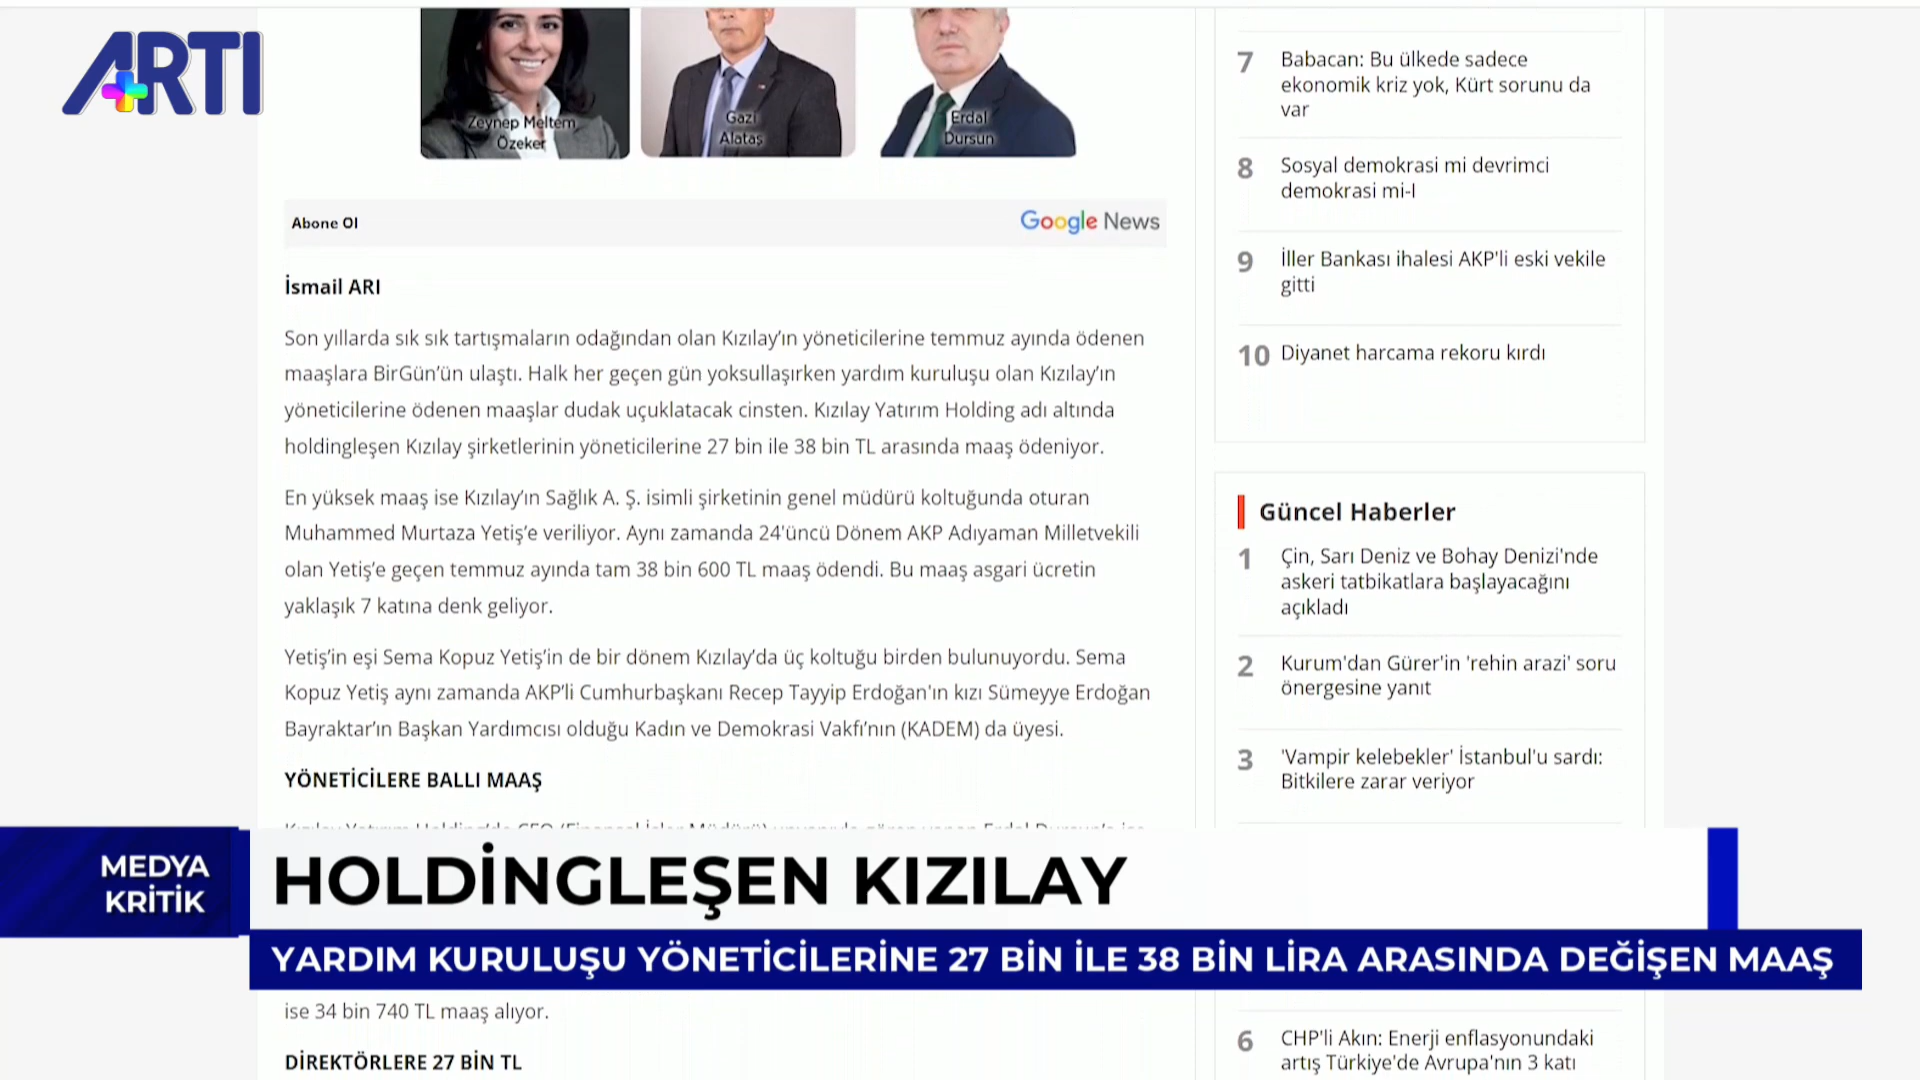 ARTI
Zeynep Meltem
Özeker
Gazi
Alataş
Erdal
Dursun
Abone Ol
Google News
İsmail ARI
Son yıllarda sık sık tartışmaların odağından olan Kızılay’ın yöneticilerine temmuz ayında ödenen
maaşlara BirGün’ün ulaştı. Halk her geçen gün yoksullaşırken yardım kuruluşu olan Kızılay’ın
yöneticilerine ödenen maaşlar dudak uçuklatacak cinsten. Kızılay Yatırım Holding adı altında
holdingleşen Kızılay şirketlerinin yöneticilerine 27 bin ile 38 bin TL arasında maaş ödeniyor.
En yüksek maaş ise Kızılay’ın Sağlık A. Ş. isimli şirketinin genel müdürü koltuğunda oturan
Muhammed Murtaza Yetiş’e veriliyor. Aynı zamanda 24'üncü Dönem AKP Adıyaman Milletvekili
olan Yetiş’e geçen temmuz ayında tam 38 bin 600 TL maaş ödendi. Bu maaş asgari ücretin
yaklaşık 7 katına denk geliyor.
Yetiş’in eşi Sema Kopuz Yetiş’in de bir dönem Kızılay’da üç koltuğu birden bulunuyordu. Sema
Kopuz Yetiş aynı zamanda AKP’li Cumhurbaşkanı Recep Tayyip Erdoğan'ın kızı Sümeyye Erdoğan
Bayraktar’ın Başkan Yardımcısı olduğu Kadın ve Demokrasi Vakfı’nın (KADEM) da üyesi.
YÖNETİCİLERE BALLI MAAŞ
ise 34 bin 740 TL maaş alıyor.
DİREKTÖRLERE 27 BİN TL
7 Babacan: Bu ülkede sadece
ekonomik kriz yok, Kürt sorunu da
var
8 Sosyal demokrasi mi devrimci
demokrasi mi-I
9 İller Bankası ihalesi AKP'li eski vekile
gitti
10 Diyanet harcama rekoru kırdı
Güncel Haberler
1 Çin, Sarı Deniz ve Bohay Denizi'nde
askeri tatbikatlara başlayacağını
açıkladı
2 Kurum'dan Gürer'in 'rehin arazi' soru
önergesine yanıt
3 'Vampir kelebekler' İstanbul'u sardı:
Bitkilere zarar veriyor
6 CHP'li Akın: Enerji enflasyonundaki
artış Türkiye'de Avrupa'nın 3 katı
MEDYA
KRİTİK
HOLDİNGLEŞEN KIZILAY
YARDIM KURULUŞU YÖNETİCİLERİNE 27 BİN İLE 38 BİN LİRA ARASINDA DEĞİŞEN MAAŞ